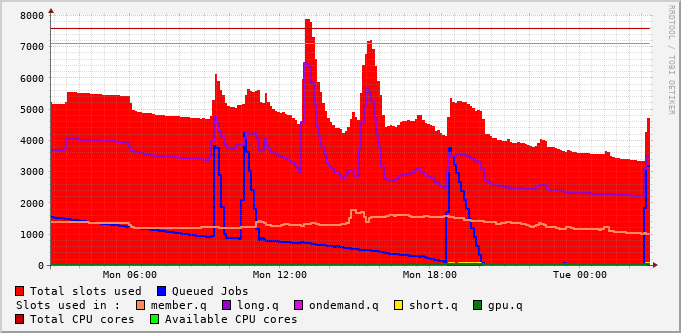 8000
7000
6000
5000
4000
3000
2000
1000
0
Mon 06:00 Mon 12:00 Mon 18:00 Tue 00:00
RRDTOOL / TOBI OETIKER
Total slots used Queued Jobs
Slots used in : member.q long.q ondemand.q short.q gpu.q
Total CPU cores Available CPU cores